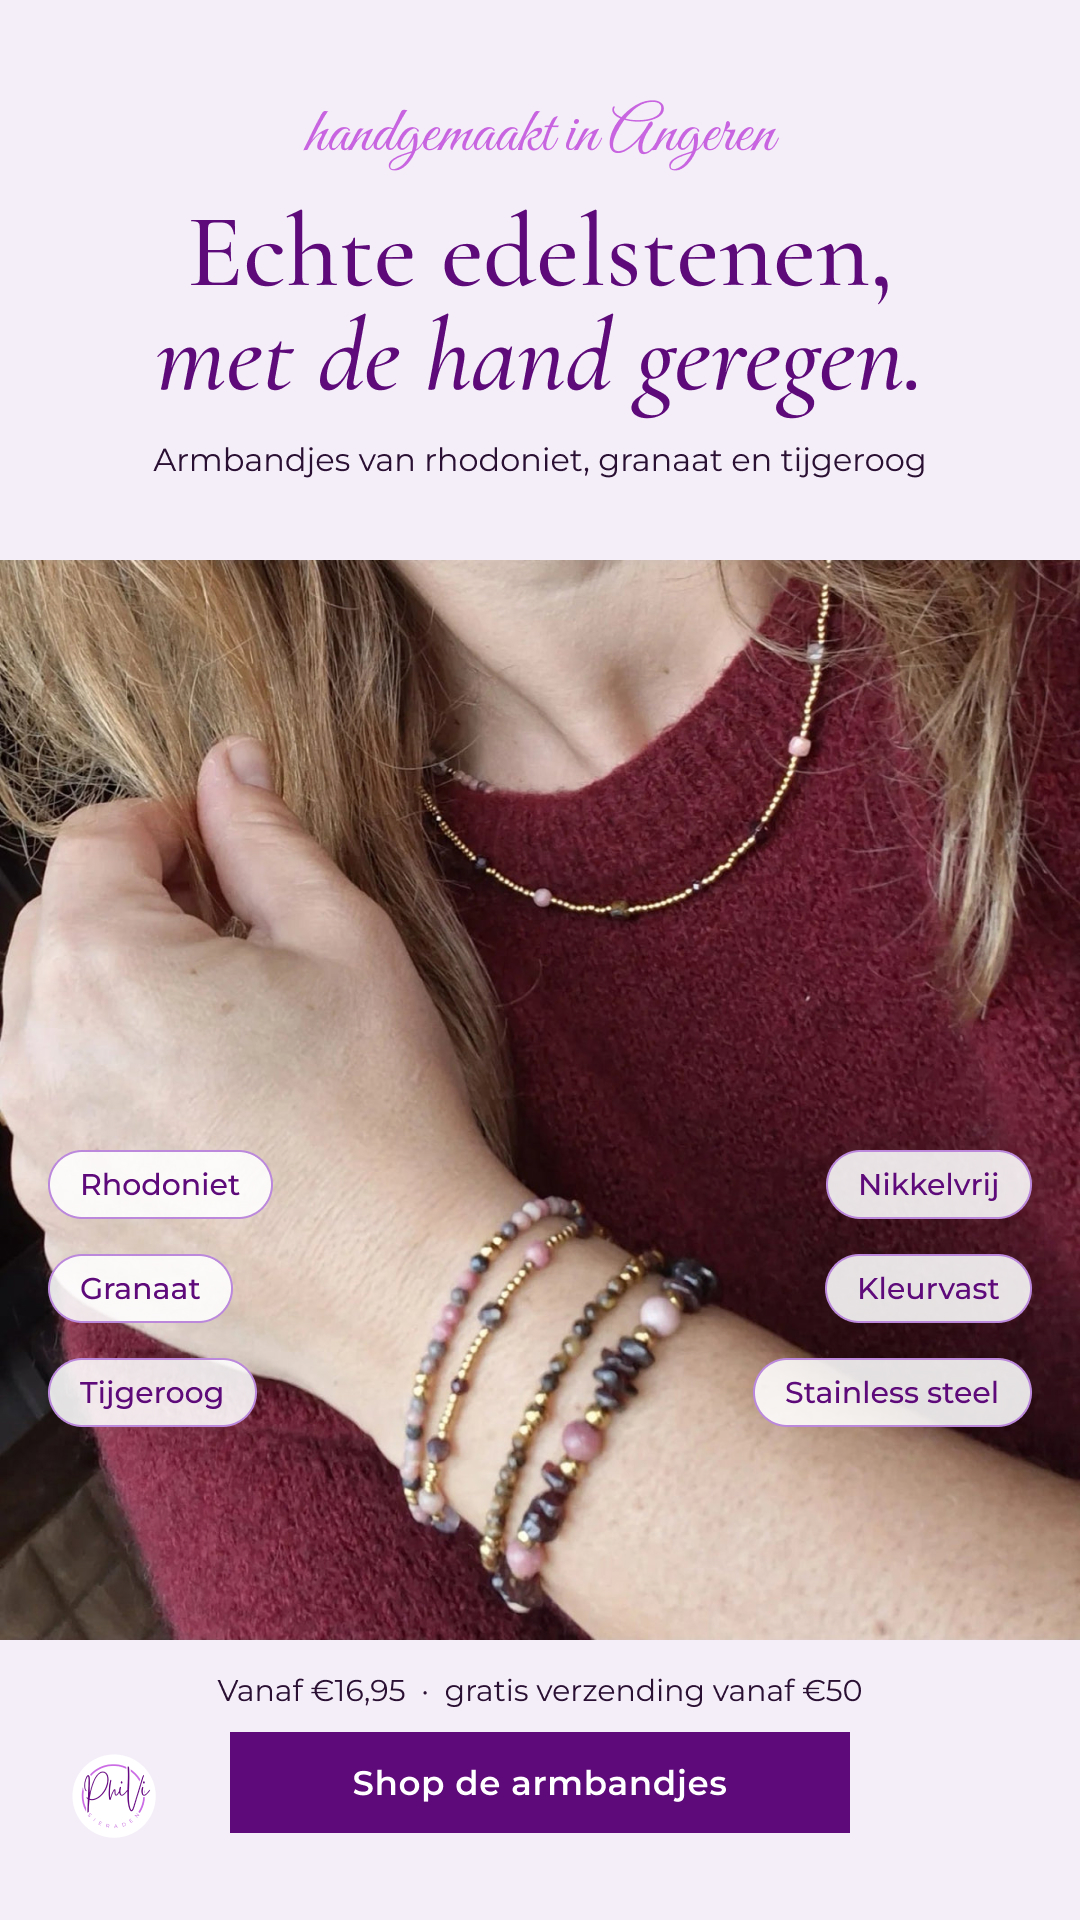 handgemaakt in Angeren
Echte edelstenen,
met de hand geregen.
Armbandjes van rhodoniet, granaat en tijgeroog
Rhodoniet
Nikkelvrij
Granaat
Kleurvast
Tijgeroog
Stainless steel
Vanaf €16,95 · gratis verzending vanaf €50
Shop de armbandjes
PhiVi
SIERADEN